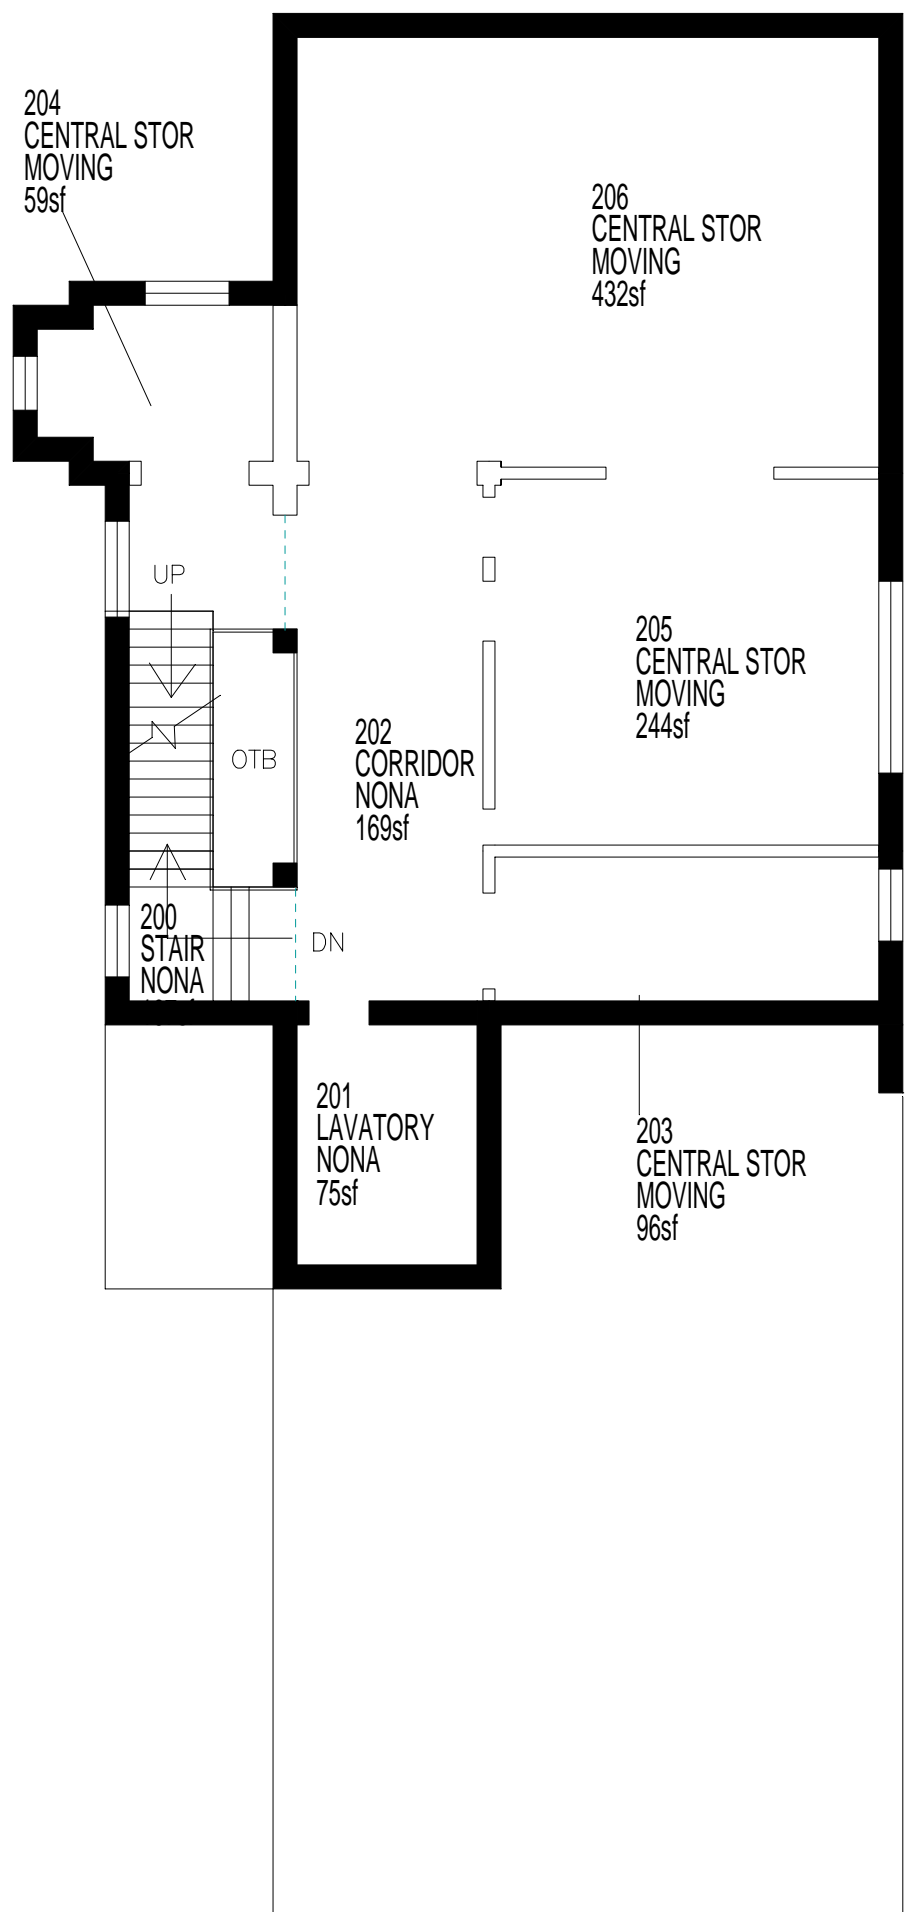 204
CENTRAL STOR
MOVING
59sf
206
CENTRAL STOR
MOVING
432sf
UP
205
CENTRAL STOR
MOVING
244sf
202
CORRIDOR
NONA
169sf
OTB
200
STAIR
NONA
DN
201
LAVATORY
NONA
75sf
203
CENTRAL STOR
MOVING
96sf